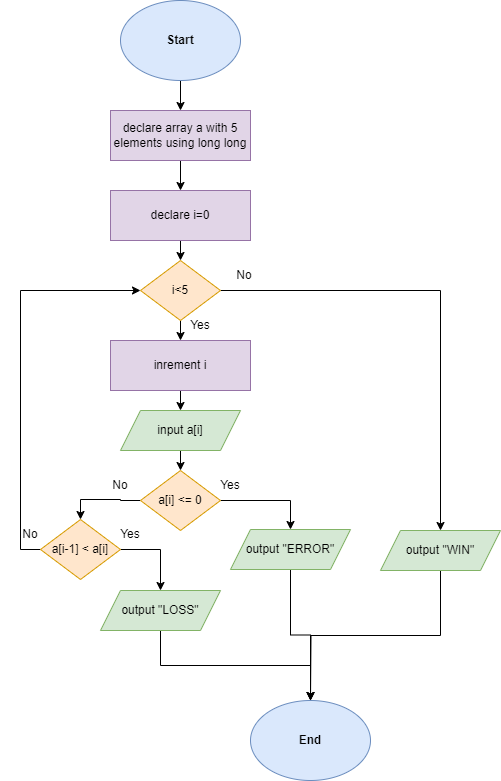 Start
declare array a with 5
elements using long long
declare i=0
i<5
No
Yes
inrement i
input a[i]
a[i] <= 0
No
Yes
a[i-1] < a[i]
No
Yes
output "ERROR"
output "WIN"
output "LOSS"
End